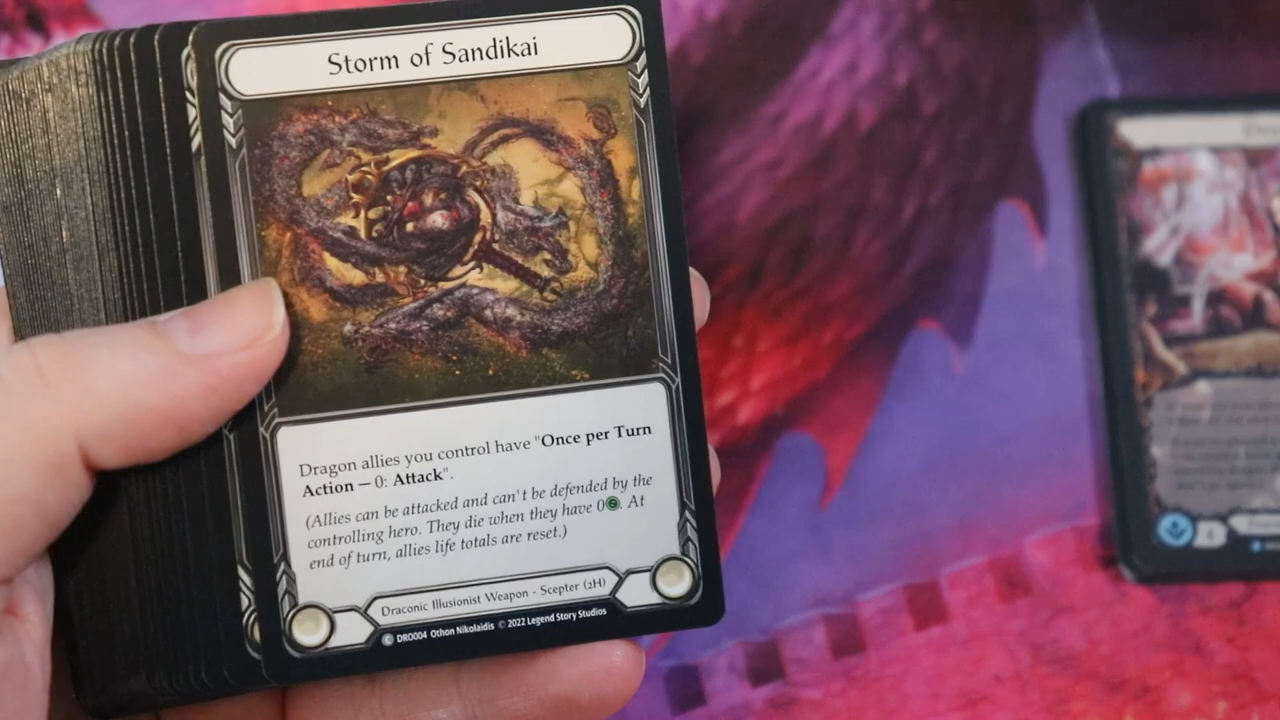 Storm of Sandikai
Dragon allies you control have "Once per Turn
Action — 0: Attack".
(Allies can be attacked and can't be defended by the
controlling hero. They die when they have 0. At
end of turn, allies life totals are reset.)
Draconic Illusionist Weapon - Scepter (2H)
C DRO004 Othon Nikolaidis © 2022 Legend Story Studios
4